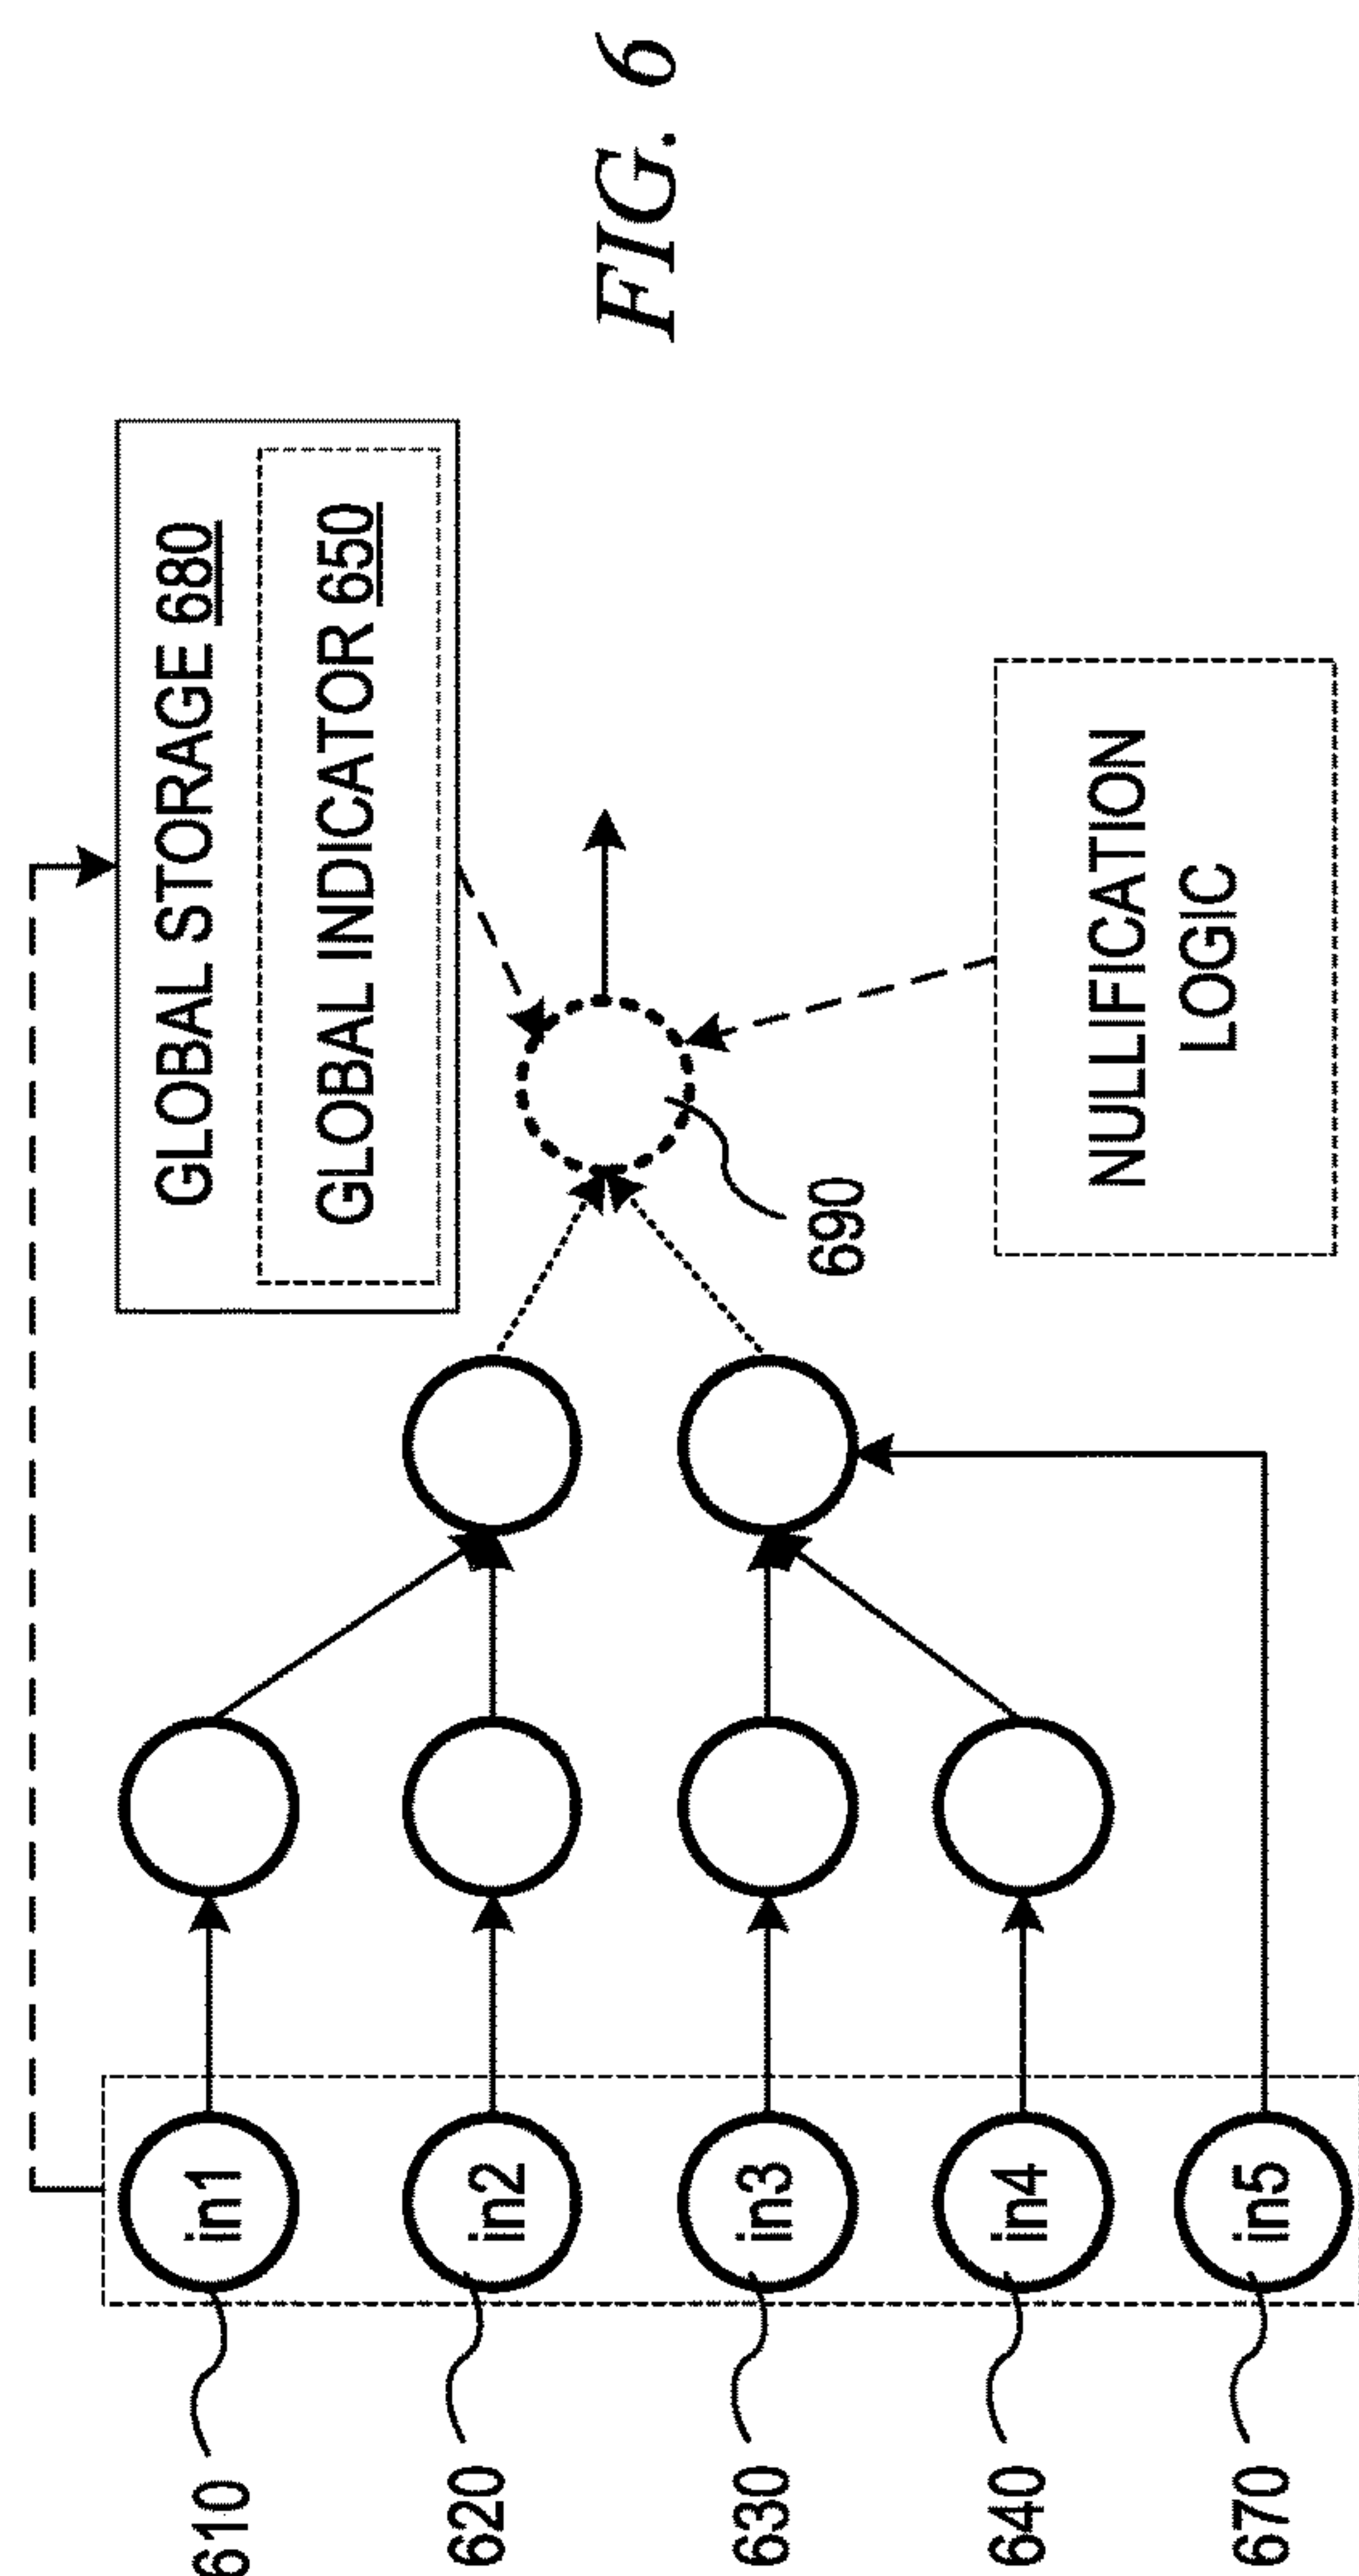 GLOBAL STORAGE 680
GLOBAL INDICATOR 650
610
in1
620
in2
630
in3
640
in4
670
in5
690
NULLIFICATION
LOGIC
FIG. 6